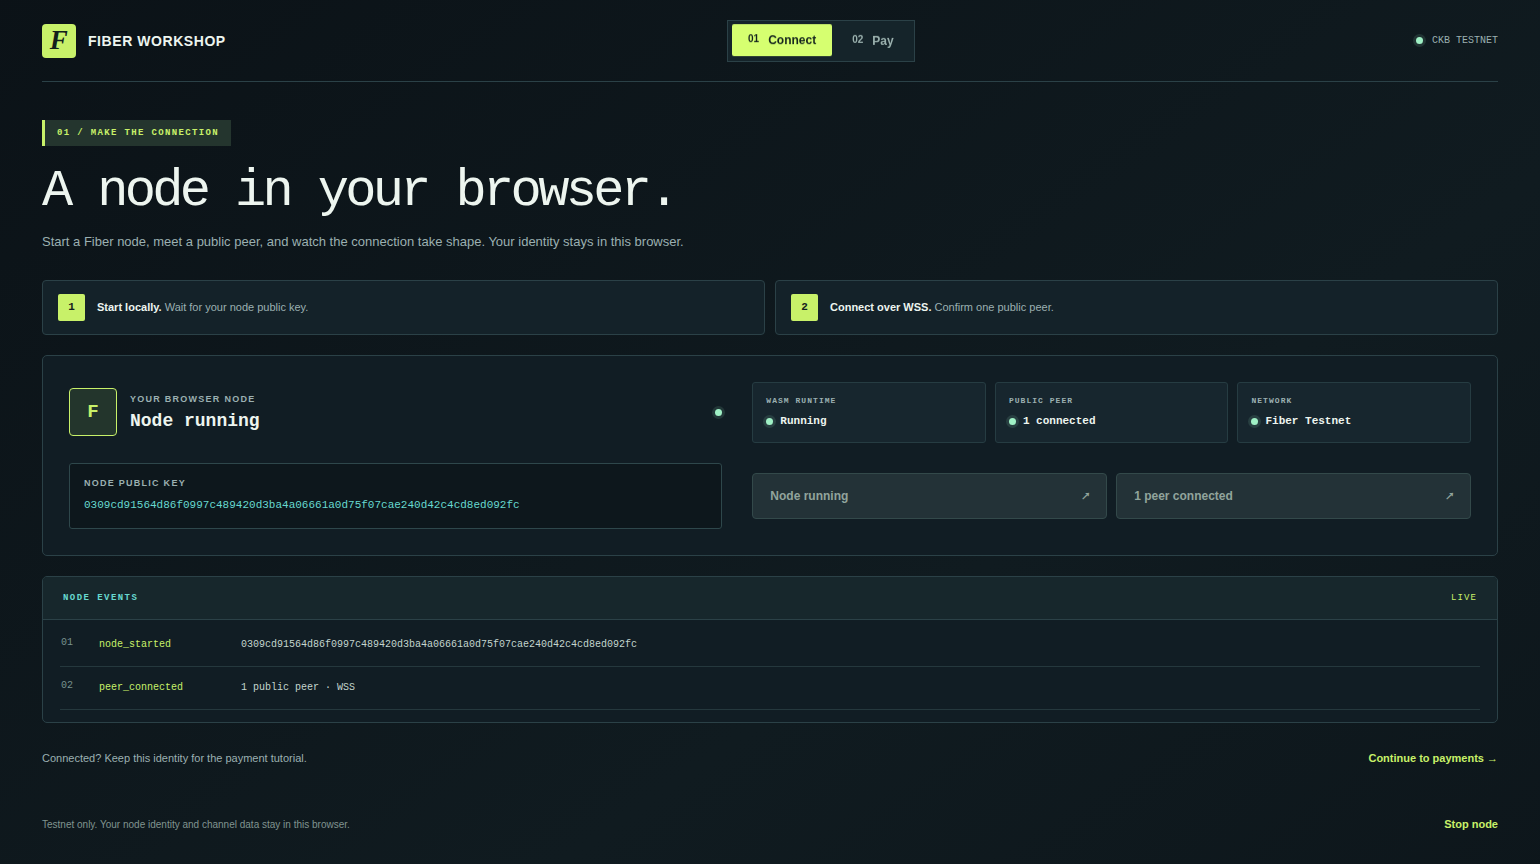 F FIBER WORKSHOP
01 Connect
02 Pay
CKB TESTNET
01 / MAKE THE CONNECTION
A node in your browser.
Start a Fiber node, meet a public peer, and watch the connection take shape. Your identity stays in this browser.
1 Start locally. Wait for your node public key.
2 Connect over WSS. Confirm one public peer.
F
YOUR BROWSER NODE
Node running
WASM RUNTIME
Running
PUBLIC PEER
1 connected
NETWORK
Fiber Testnet
NODE PUBLIC KEY
0309cd91564d86f0997c489420d3ba4a06661a0d75f07cae240d42c4cd8ed092fc
Node running ↗
1 peer connected ↗
NODE EVENTS
LIVE
01 node_started 0309cd91564d86f0997c489420d3ba4a06661a0d75f07cae240d42c4cd8ed092fc
02 peer_connected 1 public peer · WSS
Connected? Keep this identity for the payment tutorial.
Continue to payments →
Testnet only. Your node identity and channel data stay in this browser.
Stop node